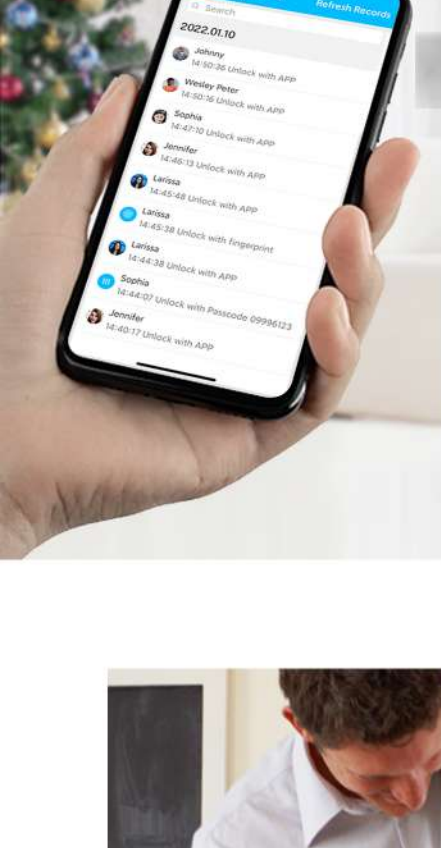 Refresh Records
Search
2022.01.10
Johnny
14:50:36 Unlock with APP
Wesley Peter
14:50:16 Unlock with APP
Sophia
14:47:10 Unlock with APP
Jennifer
14:46:13 Unlock with APP
Larissa
14:45:48 Unlock with APP
Larissa
14:45:38 Unlock with fingerprint
Larissa
14:44:38 Unlock with APP
Sophia
14:44:07 Unlock with Passcode 09996123
Jennifer
14:40:17 Unlock with APP